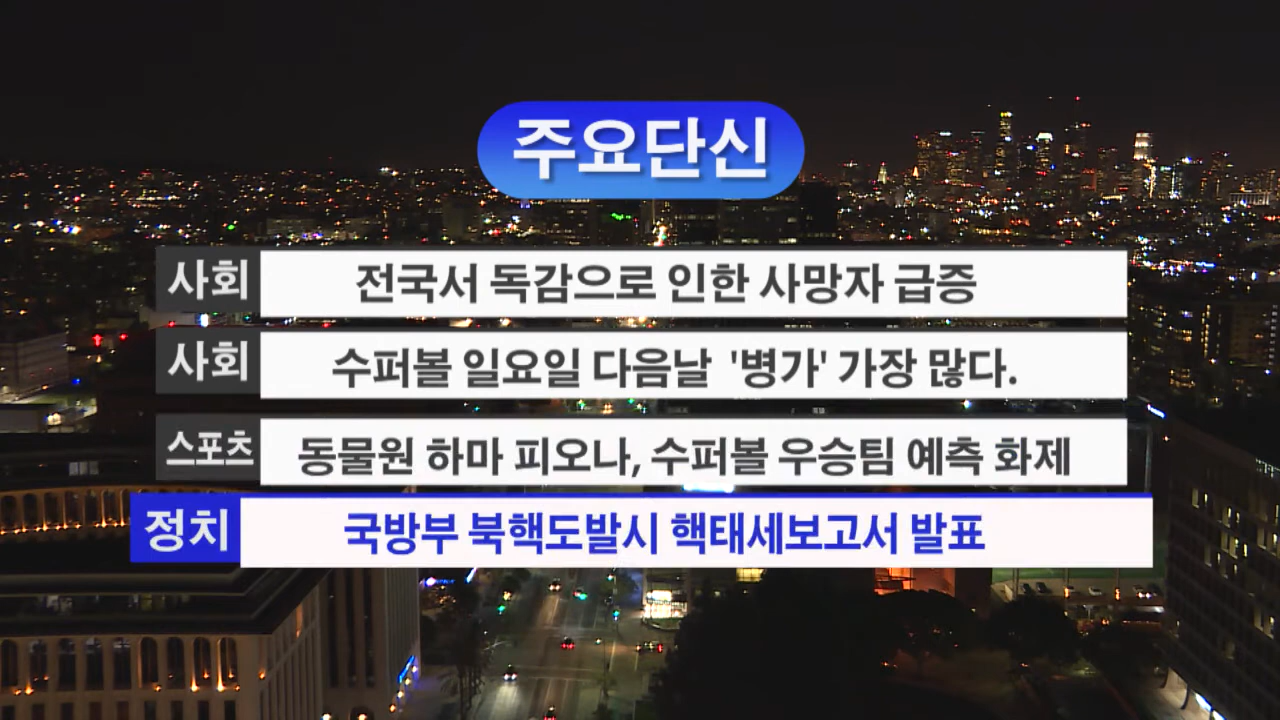 주요단신
사회 전국서 독감으로 인한 사망자 급증
사회 수퍼볼 일요일 다음날 '병가' 가장 많다.
스포츠 동물원 하마 피오나, 수퍼볼 우승팀 예측 화제
정치 국방부 북핵도발시 핵태세보고서 발표